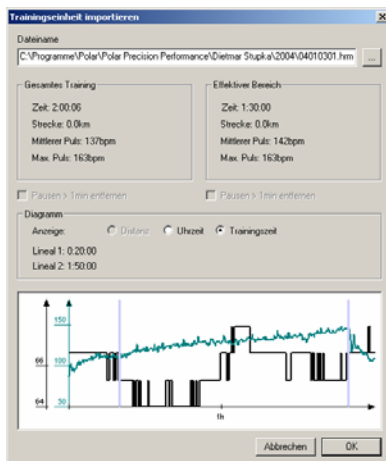 Trainingseinheit importieren
Dateiname
C:\Programme\Polar\Polar Precision Performance\Dietmar Stupka\2004\04010301.hrm
...
Gesamtes Training
Effektiver Bereich
Zeit: 2:00:06
Zeit: 1:30:00
Strecke: 0.0km
Strecke: 0.0km
Mittlerer Puls: 137bpm
Mittlerer Puls: 142bpm
Max. Puls: 163bpm
Max. Puls: 163bpm
Pausen > 1min entfernen
Pausen > 1min entfernen
Diagramm
Anzeige:
Distanz
Uhrzeit
Trainingszeit
Lineal 1: 0:20:00
Lineal 2: 1:50:00
150
66
100
64
50
1h
Abbrechen
OK